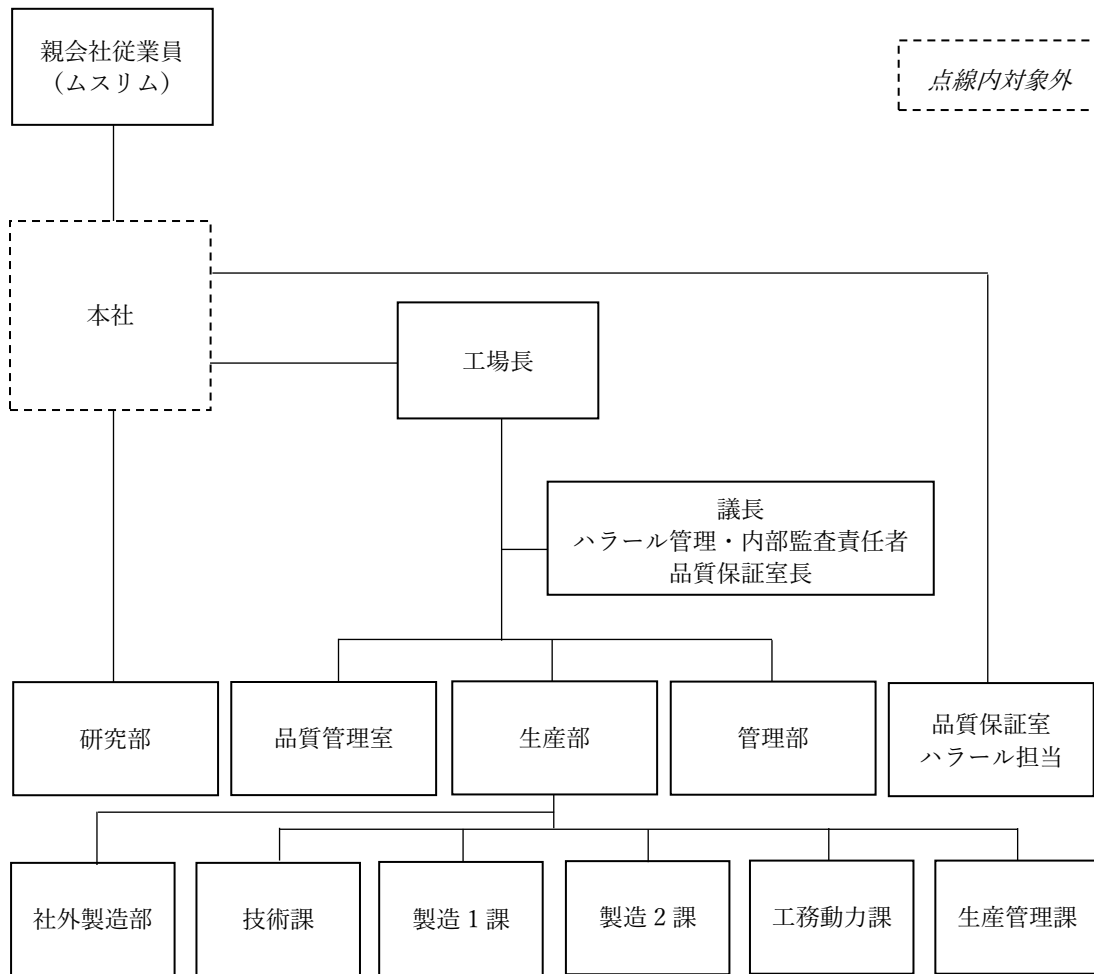 親会社従業員
（ムスリム）
点線内対象外
本社
工場長
議長
ハラール管理・内部監査責任者
品質保証室長
研究部
品質管理室
生産部
管理部
品質保証室
ハラール担当
社外製造部
技術課
製造１課
製造２課
工務動力課
生産管理課